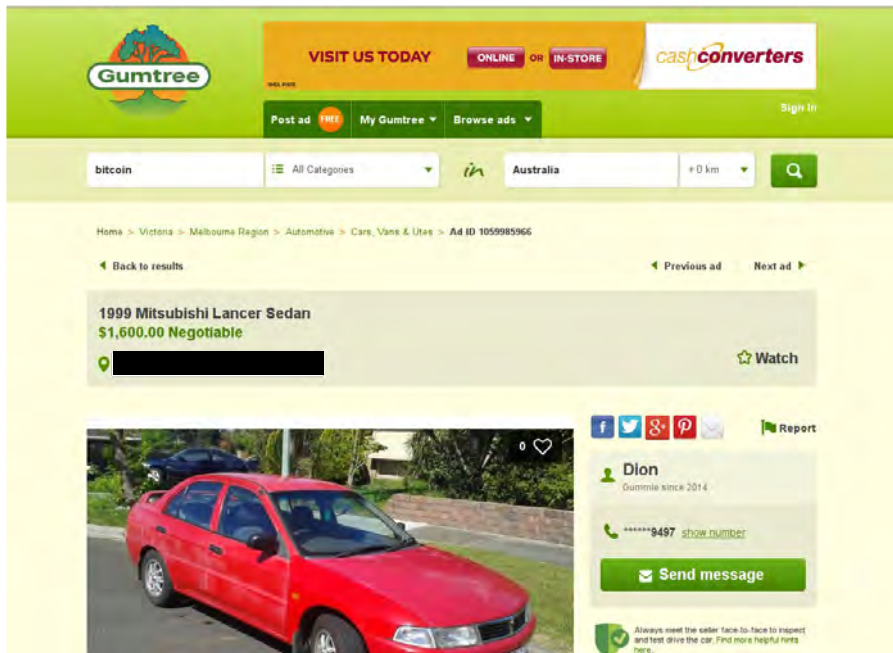 Gumtree
VISIT US TODAY ONLINE OR IN-STORE cashconverters
Sign In
Post ad FREE My Gumtree Browse ads
bitcoin All Categories in Australia + 0 km
Home > Victoria > Melbourne Region > Automotive > Cars, Vans & Utes > Ad ID 1059985966
Back to results Previous ad Next ad
1999 Mitsubishi Lancer Sedan
$1,600.00 Negotiable
Watch
0
f 8+ Report
Dion
Gummie since 2014
******9497 show number
Send message
Always meet the seller face-to-face to inspect
and test drive the car. Find more helpful hints
here.